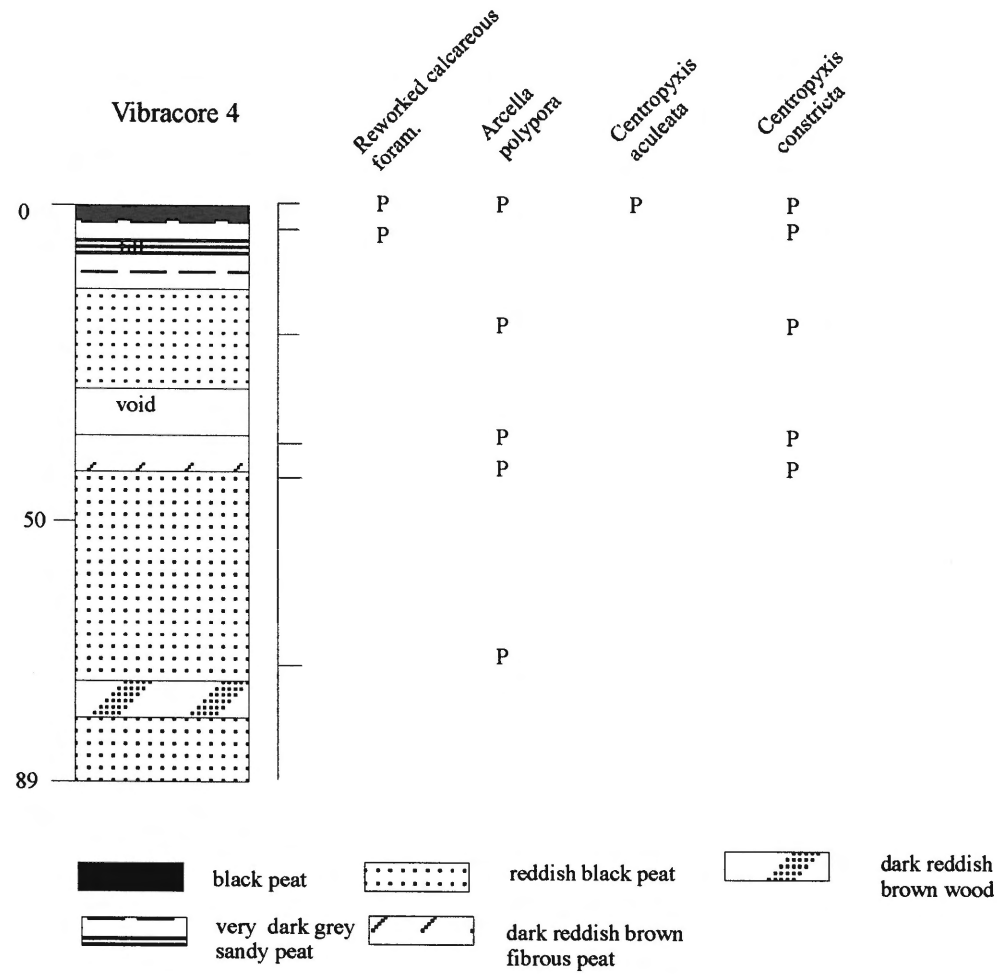 Vibracore 4
Reworked calcareous
foram.
Arcella
polypora
Centropyxis
aculeata
Centropyxis
constricta
0
P P P P
P P
P P
void
P P
P P
50
P
89
black peat
reddish black peat
dark reddish
brown wood
very dark grey
sandy peat
dark reddish brown
fibrous peat